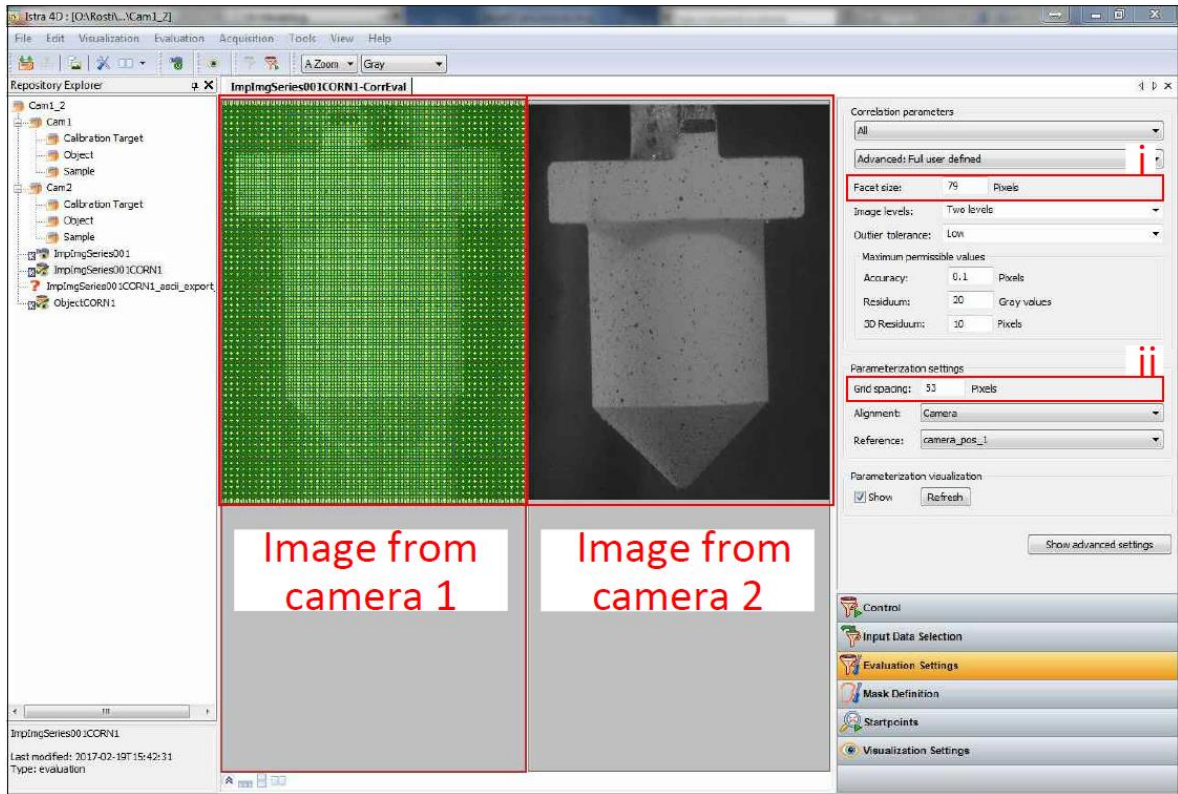 Istra 4D : [O:\Rosti\...\Cam1_2]
File Edit Visualization Evaluation Acquisition Tools View Help
A Zoom Gray
Repository Explorer
ImpImgSeries001CORN1-CorrEval
Cam1_2
Cam1
Calibration Target
Object
Sample
Cam2
Calibration Target
Object
Sample
ImpImgSeries001
ImpImgSeries001CORN1
ImpImgSeries001CORN1_ascii_export_
ObjectCORN1
ImpImgSeries001CORN1
Last modified: 2017-02-19T15:42:31
Type: evaluation
Image from
camera 1
Image from
camera 2
Correlation parameters
All
Advanced: Full user defined
i
Facet size: 79 Pixels
Image levels: Two levels
Outlier tolerance: Low
Maximum permissible values
Accuracy: 0.1 Pixels
Residuum: 20 Gray values
3D Residuum: 10 Pixels
ii
Parameterization settings
Grid spacing: 53 Pixels
Alignment: Camera
Reference: camera_pos_1
Parameterization visualization
Show Refresh
Show advanced settings
Control
Input Data Selection
Evaluation Settings
Mask Definition
Startpoints
Visualization Settings